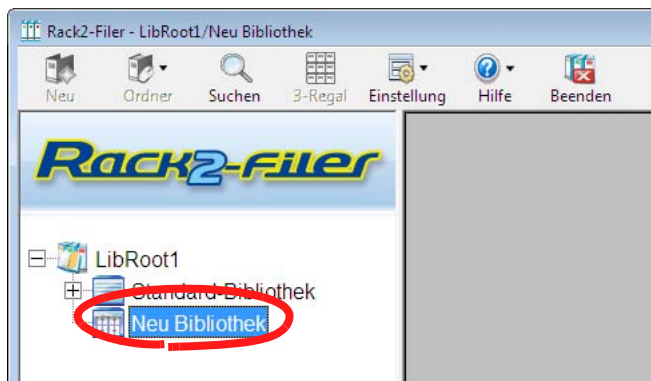 Rack2-Filer - LibRoot1/Neu Bibliothek
Neu Ordner Suchen 3-Regal Einstellung Hilfe Beenden
Rack2-Filer
LibRoot1
Standard-Bibliothek
Neu Bibliothek